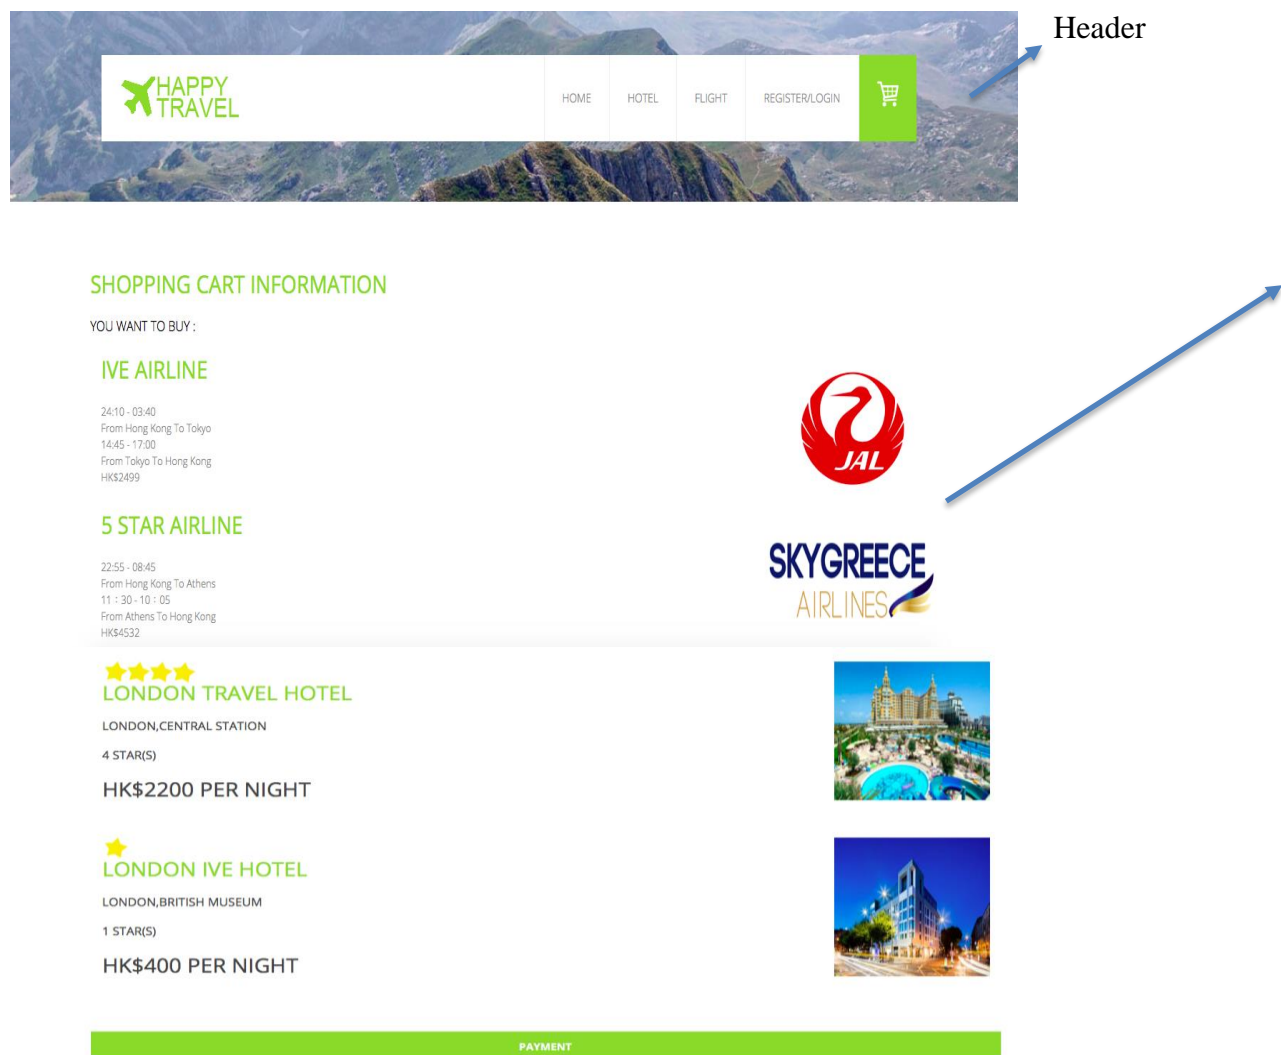 Header
HAPPY
TRAVEL
HOME HOTEL FLIGHT REGISTER/LOGIN
SHOPPING CART INFORMATION
YOU WANT TO BUY :
IVE AIRLINE
24:10 - 03:40
From Hong Kong To Tokyo
14:45 - 17:00
From Tokyo To Hong Kong
HK$2499
JAL
5 STAR AIRLINE
22:55 - 08:45
From Hong Kong To Athens
11：30 - 10：05
From Athens To Hong Kong
HK$4532
SKYGREECE
AIRLINES
LONDON TRAVEL HOTEL
LONDON,CENTRAL STATION
4 STAR(S)
HK$2200 PER NIGHT
LONDON IVE HOTEL
LONDON,BRITISH MUSEUM
1 STAR(S)
HK$400 PER NIGHT
PAYMENT